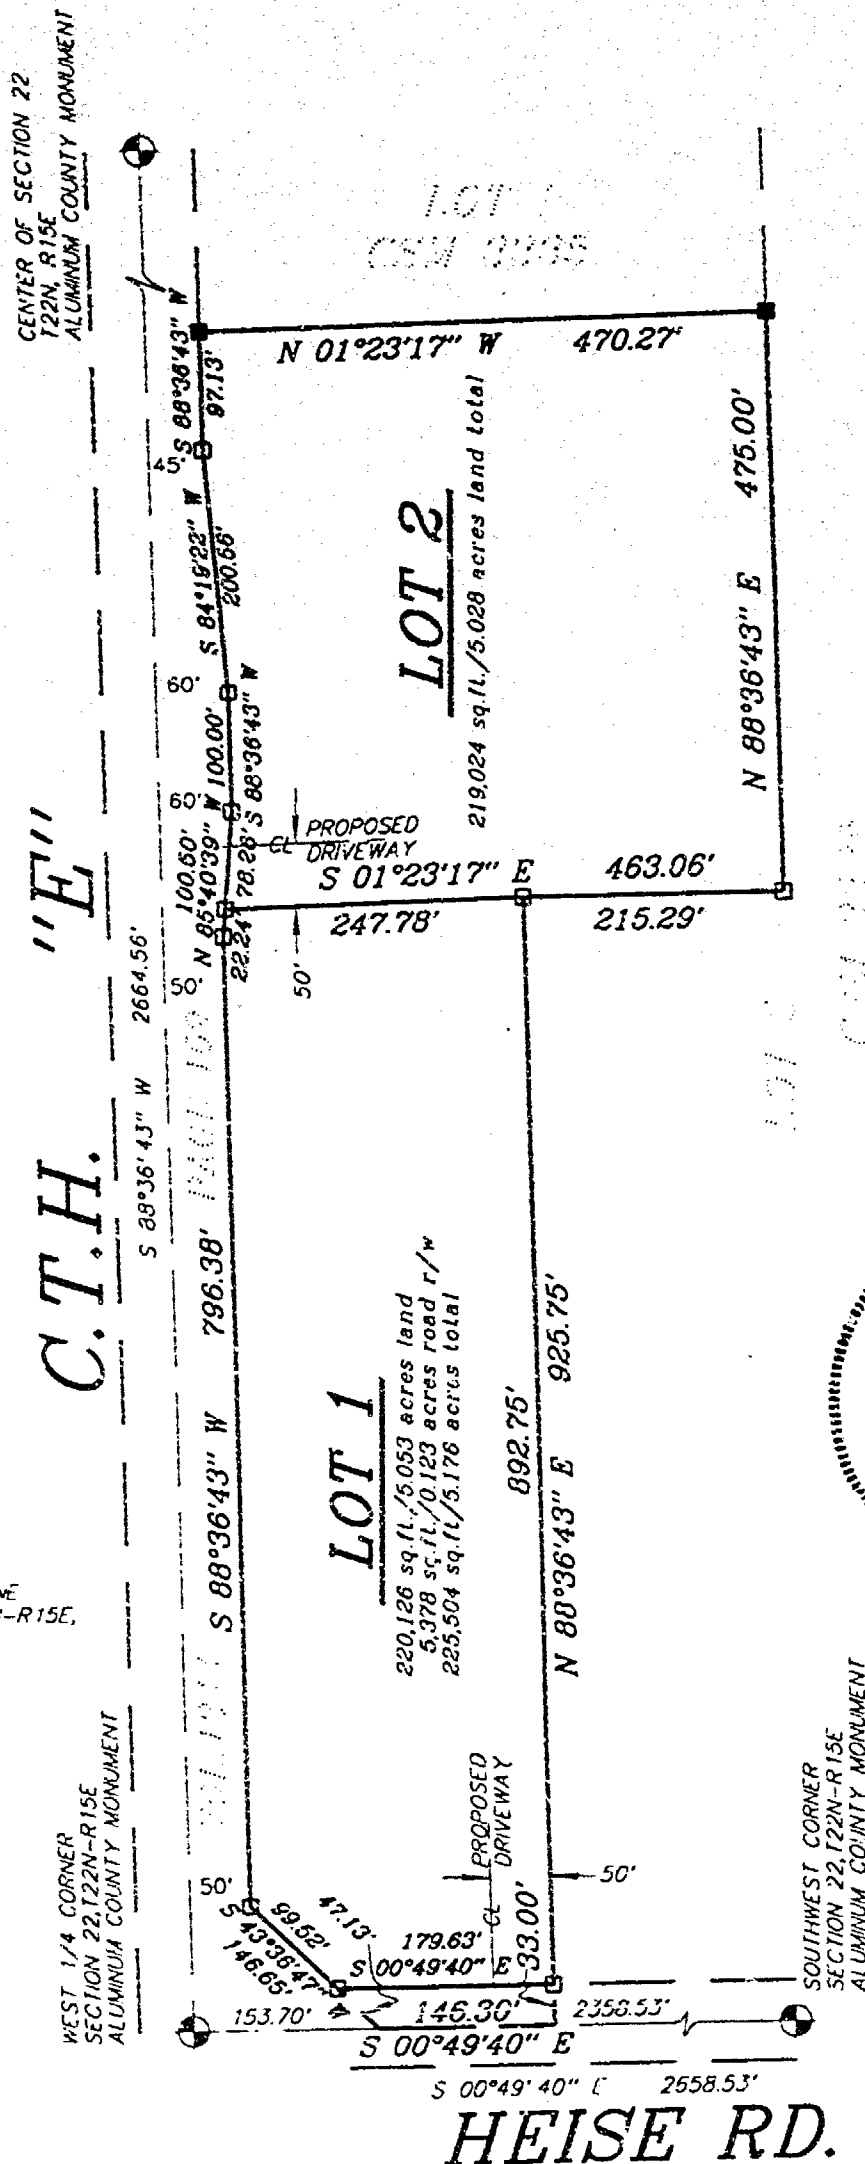 CENTER OF SECTION 22
T22N, R15E
ALUMINUM COUNTY MONUMENT
LOT
N 01°23'17" W 470.27'
S 88°36'43" W
97.13'
45'
S 84°19'22" W
200.56'
60'
100.00'
S 88°36'43" W
60'
LOT 2
219,024 sq.ft./5.028 acres land total
475.00'
N 88°36'43" E
CL PROPOSED
DRIVEWAY
100.50'
N 85°40'39" W
78.26'
22.24'
S 01°23'17" E 463.06'
247.78' 215.29'
50'
50'
C.T.H. "E"
S 88°36'43" W 2664.56'
S 88°36'43" W 796.38'
LOT 1
220,126 sq.ft./5.053 acres land
5,378 sq.ft./0.123 acres road r/w
225,504 sq.ft/5.176 acres total
892.75'
N 88°36'43" E 925.75'
-R15E,
WEST 1/4 CORNER
SECTION 22,T22N-R15E
ALUMINUM COUNTY MONUMENT
50'
S 43°36'47" W
99.52'
146.65'
47.13'
179.63'
S 00°49'40" E
PROPOSED
DRIVEWAY
CL
33.00'
50'
153.70' 146.30' 2358.53'
S 00°49'40" E
S 00°49'40" E 2558.53'
SOUTHWEST CORNER
SECTION 22,T22N-R15E
ALUMINUM COUNTY MONUMENT
HEISE RD.